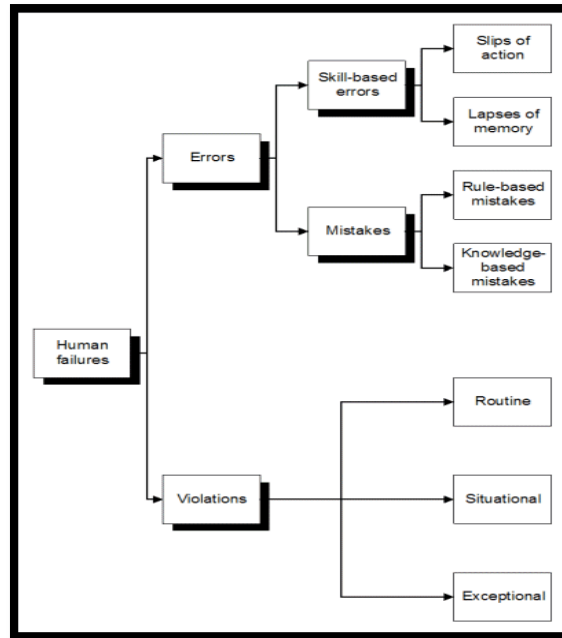 Slips of
action
Skill-based
errors
Lapses of
memory
Errors
Rule-based
mistakes
Mistakes
Knowledge-
based
mistakes
Human
failures
Routine
Violations
Situational
Exceptional